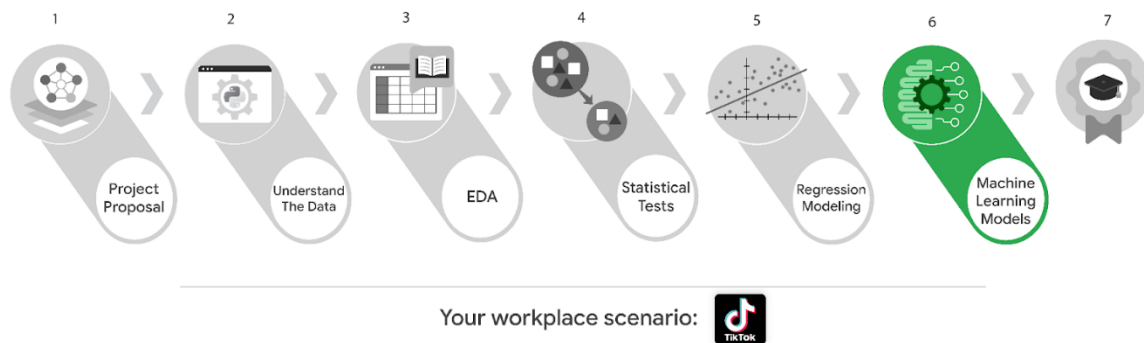 1
2
3
4
5
6
7
Project
Proposal
Understand
The Data
EDA
Statistical
Tests
Regression
Modeling
Machine
Learning
Models
Your workplace scenario:
TikTok